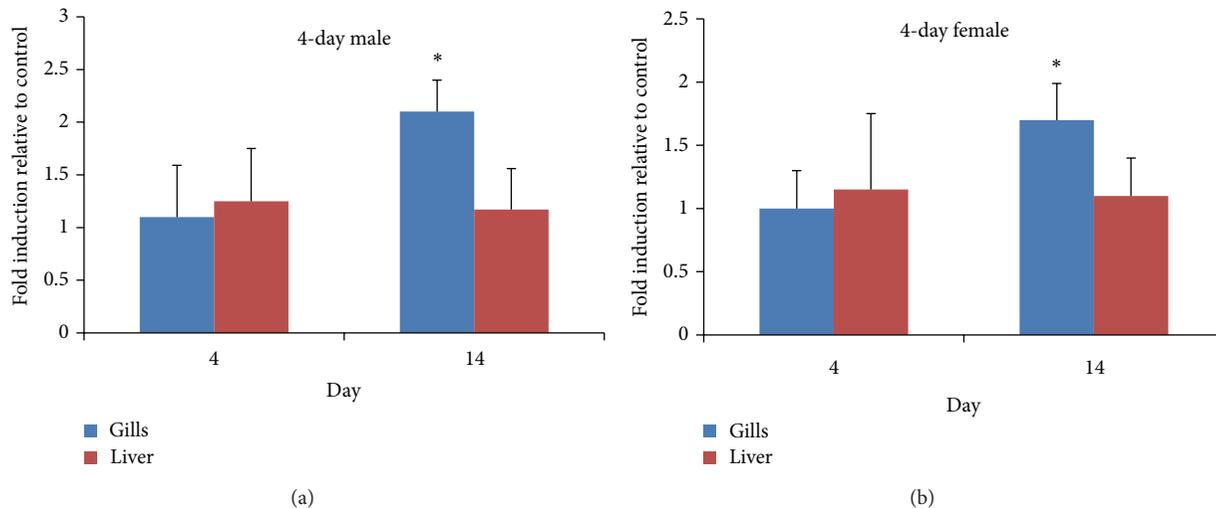 4-day male
Fold induction relative to control
3
2.5
2
1.5
1
0.5
0
*
4
14
Day
Gills
Liver
(a)
4-day female
Fold induction relative to control
2.5
2
1.5
1
0.5
0
*
4
14
Day
Gills
Liver
(b)